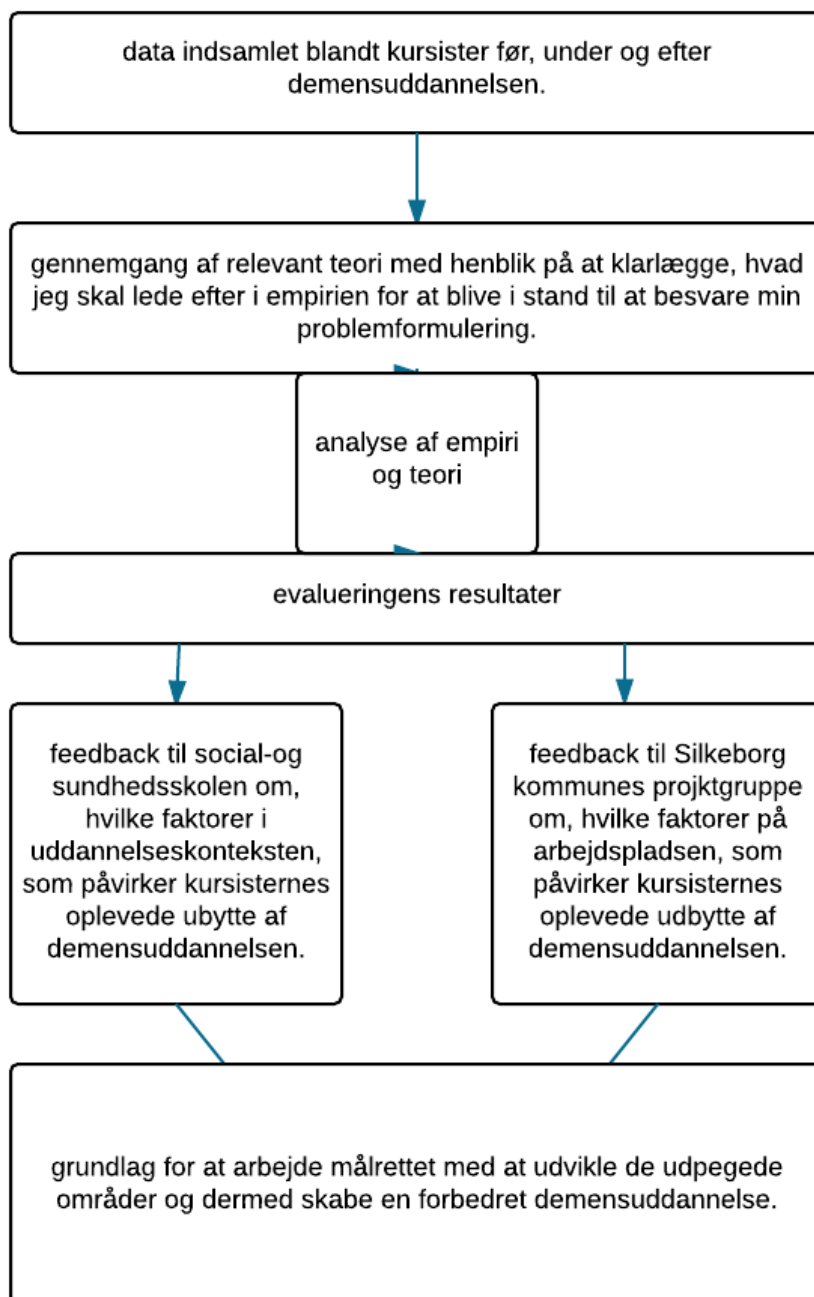 data indsamlet blandt kursister før, under og efter
demensuddannelsen.
gennemgang af relevant teori med henblik på at klarlægge, hvad
jeg skal lede efter i empirien for at blive i stand til at besvare min
problemformulering.
analyse af empiri
og teori
evalueringens resultater
feedback til social-og
sundhedsskolen om,
hvilke faktorer i
uddannelseskonteksten,
som påvirker kursisternes
oplevede ubytte af
demensuddannelsen.
feedback til Silkeborg
kommunes projktgruppe
om, hvilke faktorer på
arbejdspladsen, som
påvirker kursisternes
oplevede udbytte af
demensuddannelsen.
grundlag for at arbejde målrettet med at udvikle de udpegede
områder og dermed skabe en forbedret demensuddannelse.